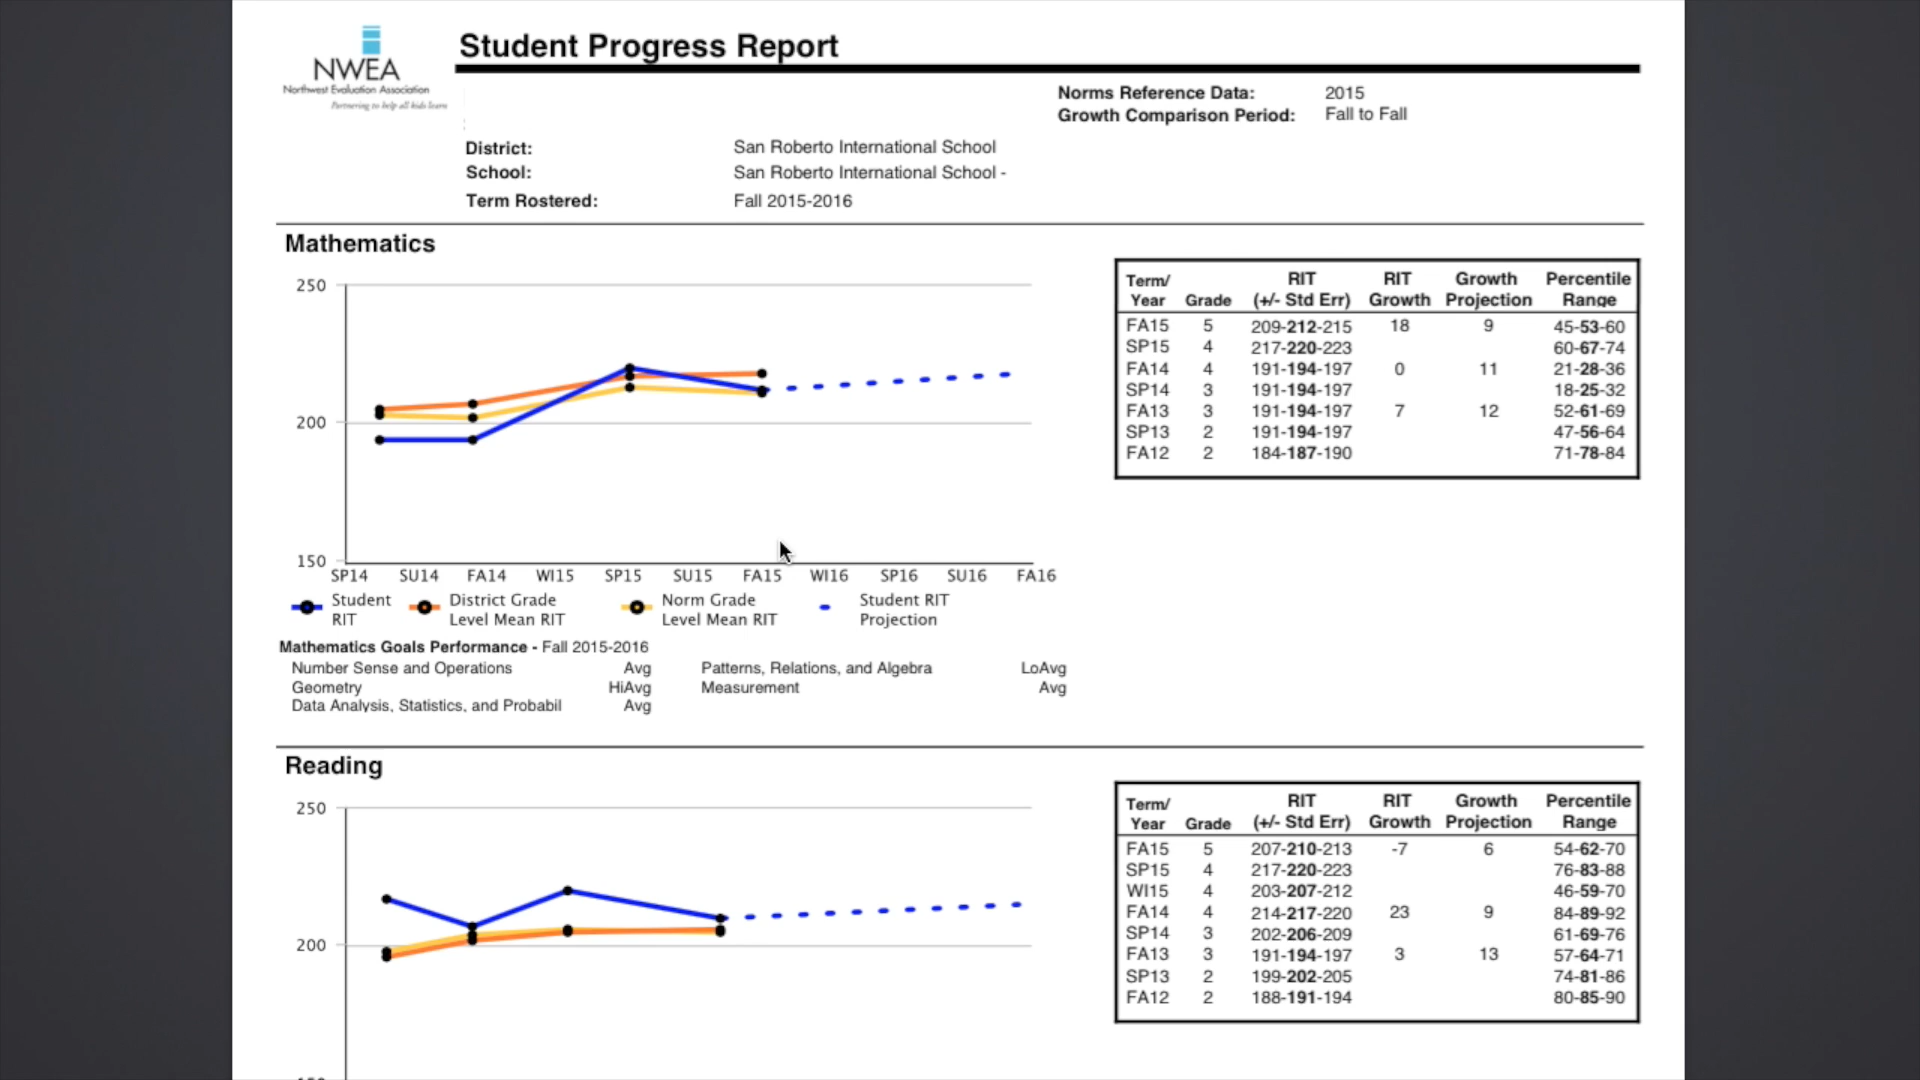 NWEA
Northwest Evaluation Association
Partnering to help all kids learn
Student Progress Report
Norms Reference Data: 2015
Growth Comparison Period: Fall to Fall
District: San Roberto International School
School: San Roberto International School -
Term Rostered: Fall 2015-2016
Mathematics
250
200
150
SP14 SU14 FA14 WI15 SP15 SU15 FA15 WI16 SP16 SU16 FA16
Student RIT
District Grade Level Mean RIT
Norm Grade Level Mean RIT
Student RIT Projection
Term/ Year Grade RIT (+/- Std Err) RIT Growth Growth Projection Percentile Range
FA15 5 209-212-215 18 9 45-53-60
SP15 4 217-220-223 60-67-74
FA14 4 191-194-197 0 11 21-28-36
SP14 3 191-194-197 18-25-32
FA13 3 191-194-197 7 12 52-61-69
SP13 2 191-194-197 47-56-64
FA12 2 184-187-190 71-78-84
Mathematics Goals Performance - Fall 2015-2016
Number Sense and Operations Avg Patterns, Relations, and Algebra LoAvg
Geometry HiAvg Measurement Avg
Data Analysis, Statistics, and Probabil Avg
Reading
250
200
Term/ Year Grade RIT (+/- Std Err) RIT Growth Growth Projection Percentile Range
FA15 5 207-210-213 -7 6 54-62-70
SP15 4 217-220-223 76-83-88
WI15 4 203-207-212 46-59-70
FA14 4 214-217-220 23 9 84-89-92
SP14 3 202-206-209 61-69-76
FA13 3 191-194-197 3 13 57-64-71
SP13 2 199-202-205 74-81-86
FA12 2 188-191-194 80-85-90